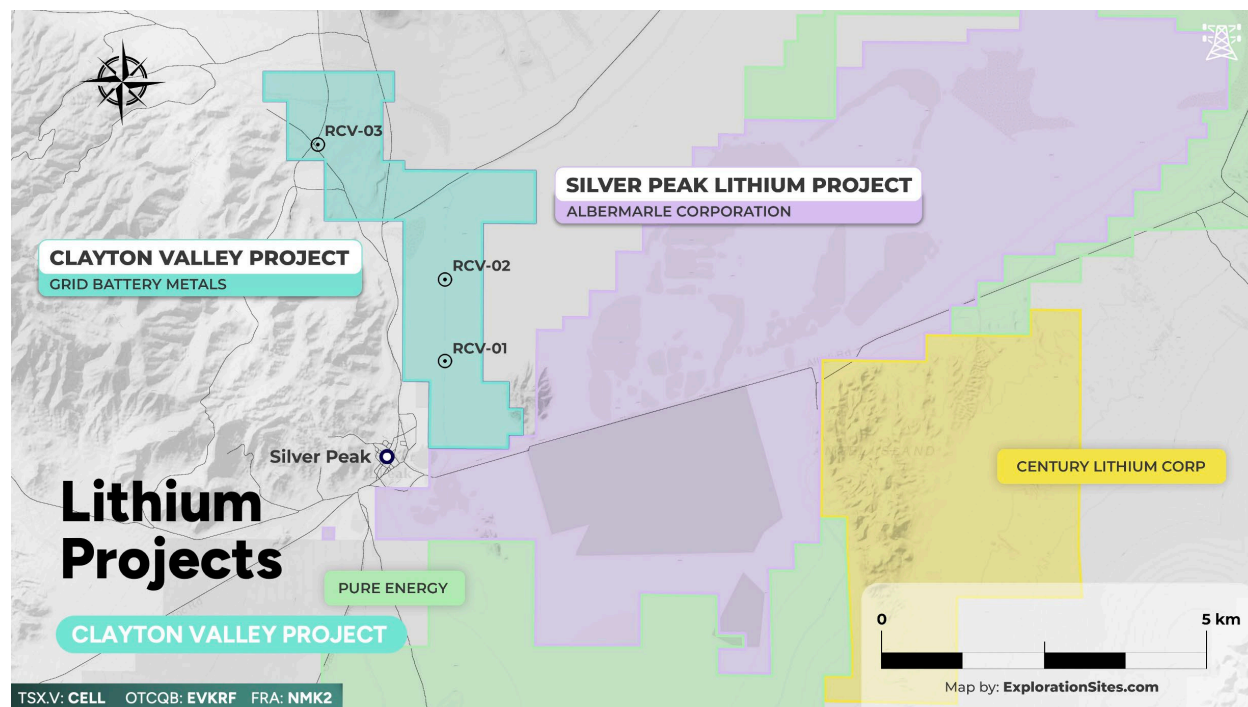 RCV-03
SILVER PEAK LITHIUM PROJECT
ALBERMARLE CORPORATION
CLAYTON VALLEY PROJECT
GRID BATTERY METALS
RCV-02
RCV-01
Silver Peak
CENTURY LITHIUM CORP
Lithium
Projects
PURE ENERGY
CLAYTON VALLEY PROJECT
0 5 km
Map by: ExplorationSites.com
TSX.V: CELL OTCQB: EVKRF FRA: NMK2